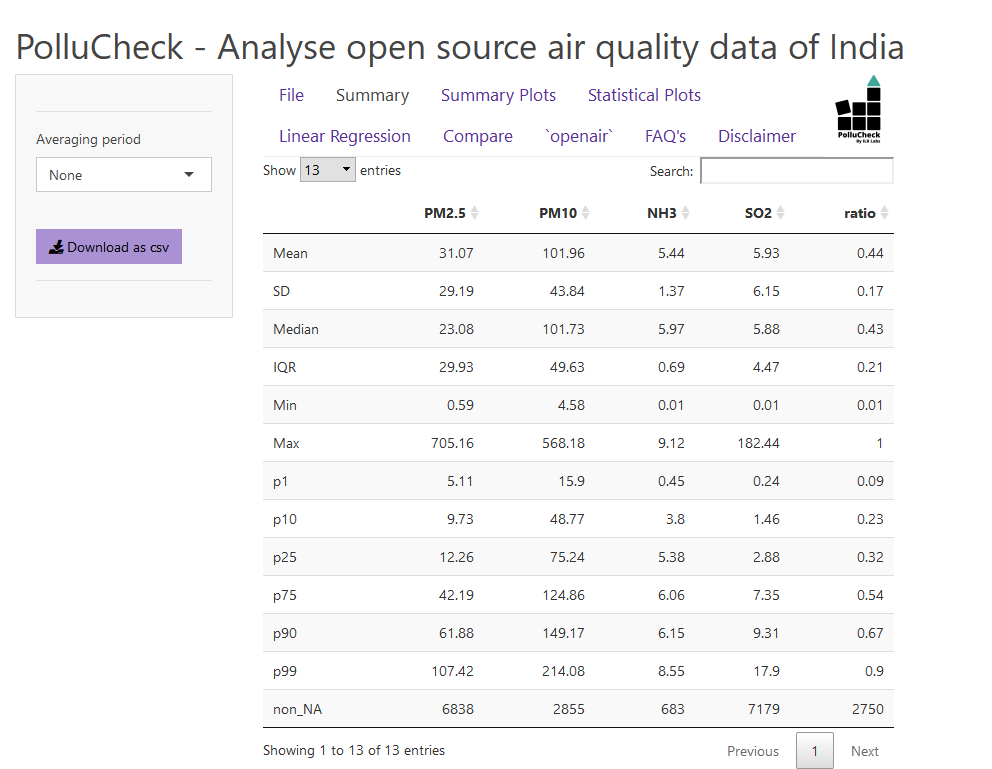 PolluCheck - Analyse open source air quality data of India
Averaging period
None
Download as csv
File Summary Summary Plots Statistical Plots
Linear Regression Compare `openair` FAQ's Disclaimer
PolluCheck
By ILK Labs
Show 13 entries Search:
PM2.5 PM10 NH3 SO2 ratio
Mean 31.07 101.96 5.44 5.93 0.44
SD 29.19 43.84 1.37 6.15 0.17
Median 23.08 101.73 5.97 5.88 0.43
IQR 29.93 49.63 0.69 4.47 0.21
Min 0.59 4.58 0.01 0.01 0.01
Max 705.16 568.18 9.12 182.44 1
p1 5.11 15.9 0.45 0.24 0.09
p10 9.73 48.77 3.8 1.46 0.23
p25 12.26 75.24 5.38 2.88 0.32
p75 42.19 124.86 6.06 7.35 0.54
p90 61.88 149.17 6.15 9.31 0.67
p99 107.42 214.08 8.55 17.9 0.9
non_NA 6838 2855 683 7179 2750
Showing 1 to 13 of 13 entries Previous 1 Next